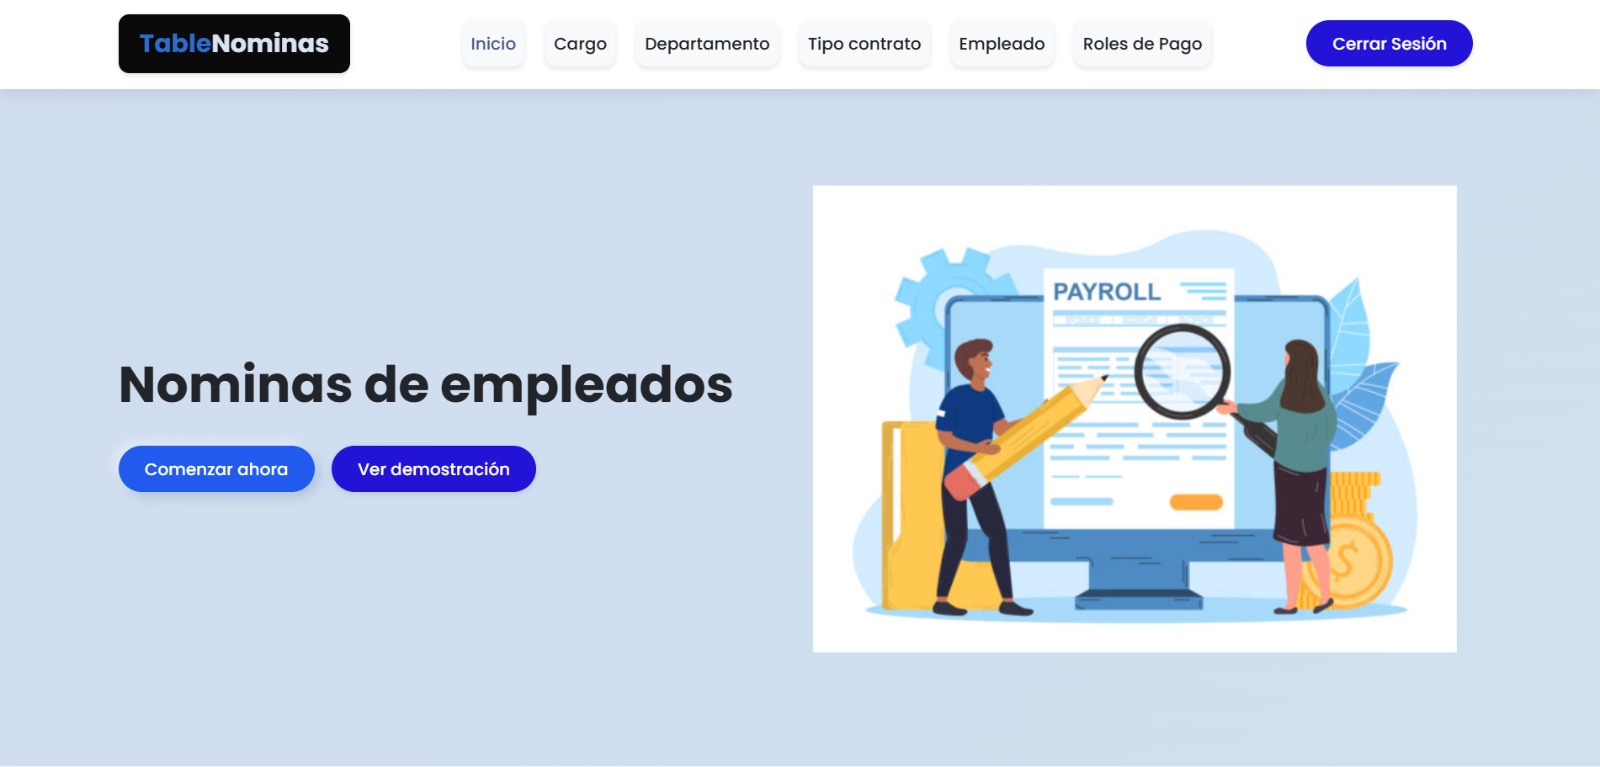 TableNominas
Inicio
Cargo
Departamento
Tipo contrato
Empleado
Roles de Pago
Cerrar Sesión
Nominas de empleados
Comenzar ahora
Ver demostración
PAYROLL
$